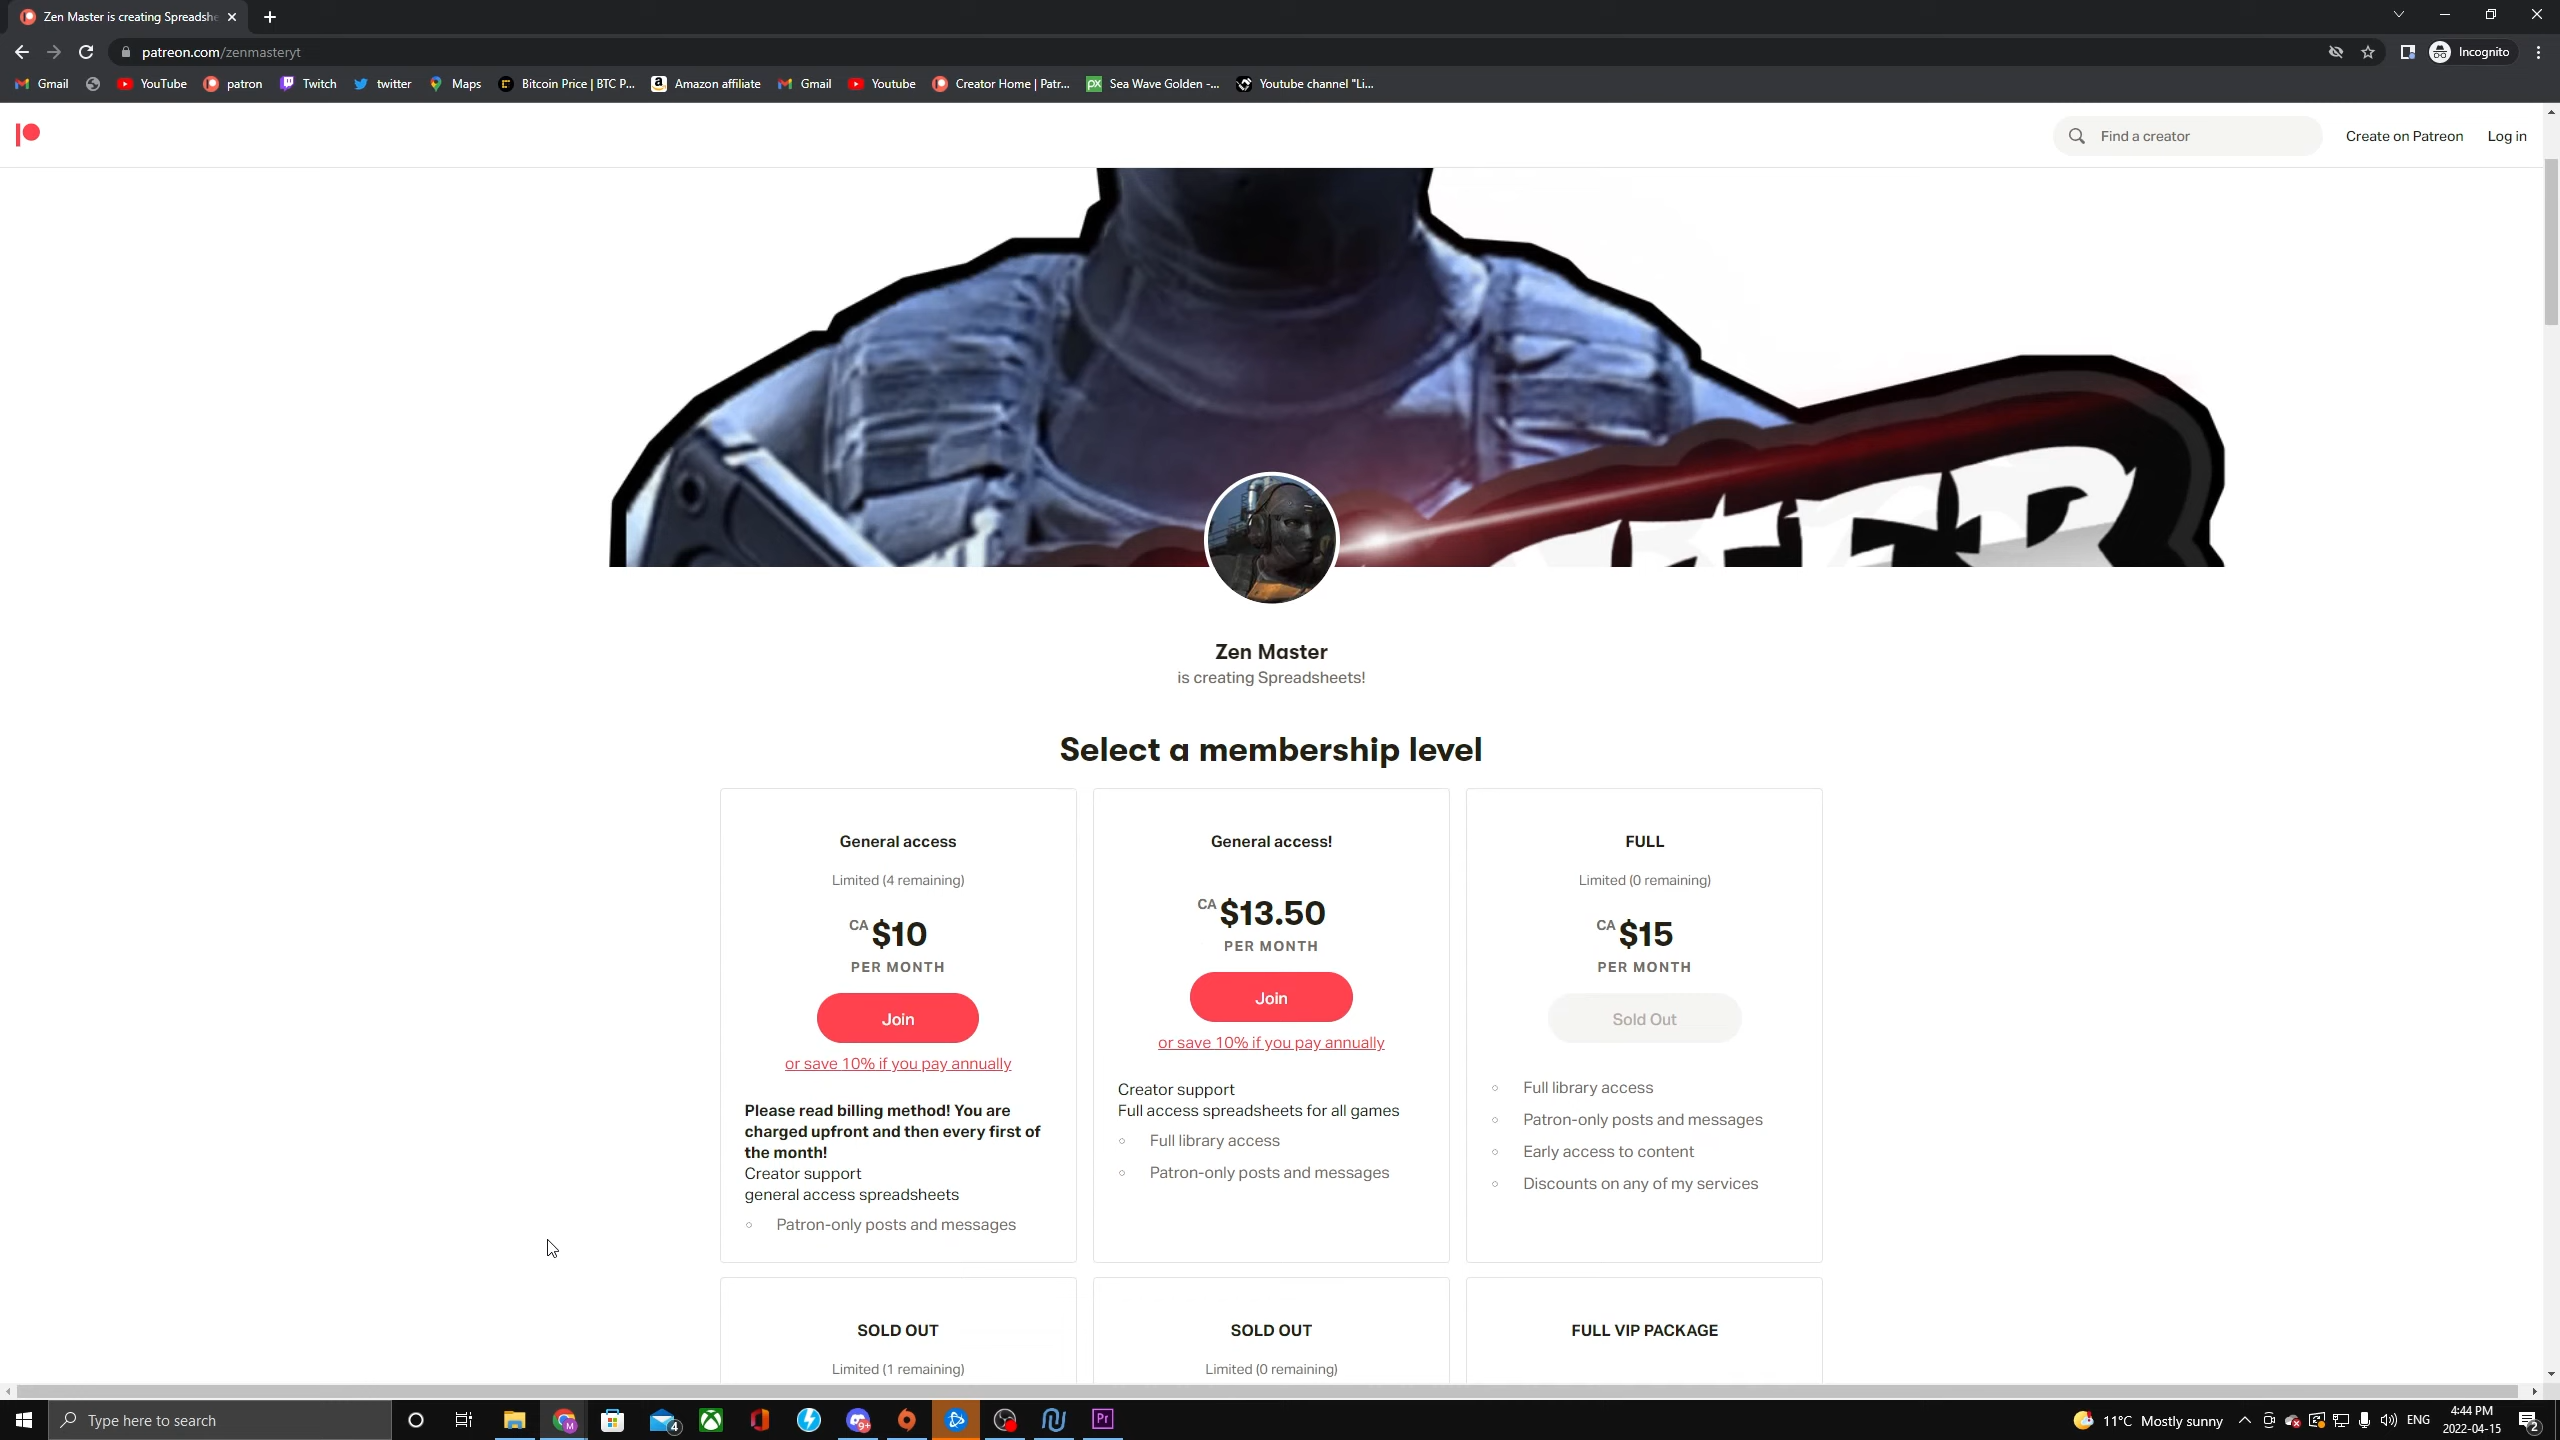 Zen Master is creating Spreadshe
patreon.com/zenmasteryt
Incognito
Gmail
YouTube
patron
Twitch
twitter
Maps
Bitcoin Price | BTC P...
Amazon affiliate
Gmail
Youtube
Creator Home | Patr...
Sea Wave Golden -...
Youtube channel "Li...
Find a creator
Create on Patreon
Log in
Zen Master
is creating Spreadsheets!
Select a membership level
General access
Limited (4 remaining)
CA $10
PER MONTH
Join
or save 10% if you pay annually
Please read billing method! You are
charged upfront and then every first of
the month!
Creator support
general access spreadsheets
Patron-only posts and messages
General access!
CA $13.50
PER MONTH
Join
or save 10% if you pay annually
Creator support
Full access spreadsheets for all games
Full library access
Patron-only posts and messages
FULL
Limited (0 remaining)
CA $15
PER MONTH
Sold Out
Full library access
Patron-only posts and messages
Early access to content
Discounts on any of my services
SOLD OUT
Limited (1 remaining)
SOLD OUT
Limited (0 remaining)
FULL VIP PACKAGE
Type here to search
4
9+
Pr
11°C Mostly sunny
ENG
4:44 PM
2022-04-15
2